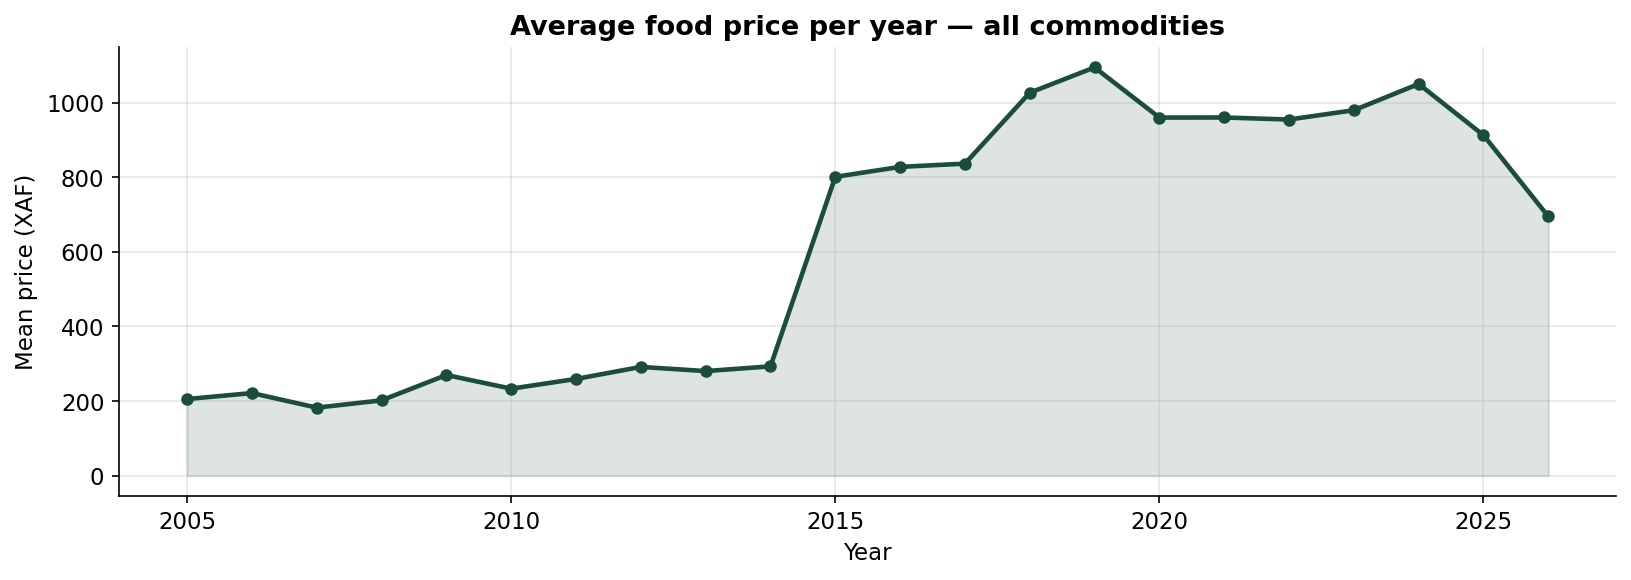 Average food price per year — all commodities
Mean price (XAF)
1000
800
600
400
200
0
2005 2010 2015 2020 2025
Year